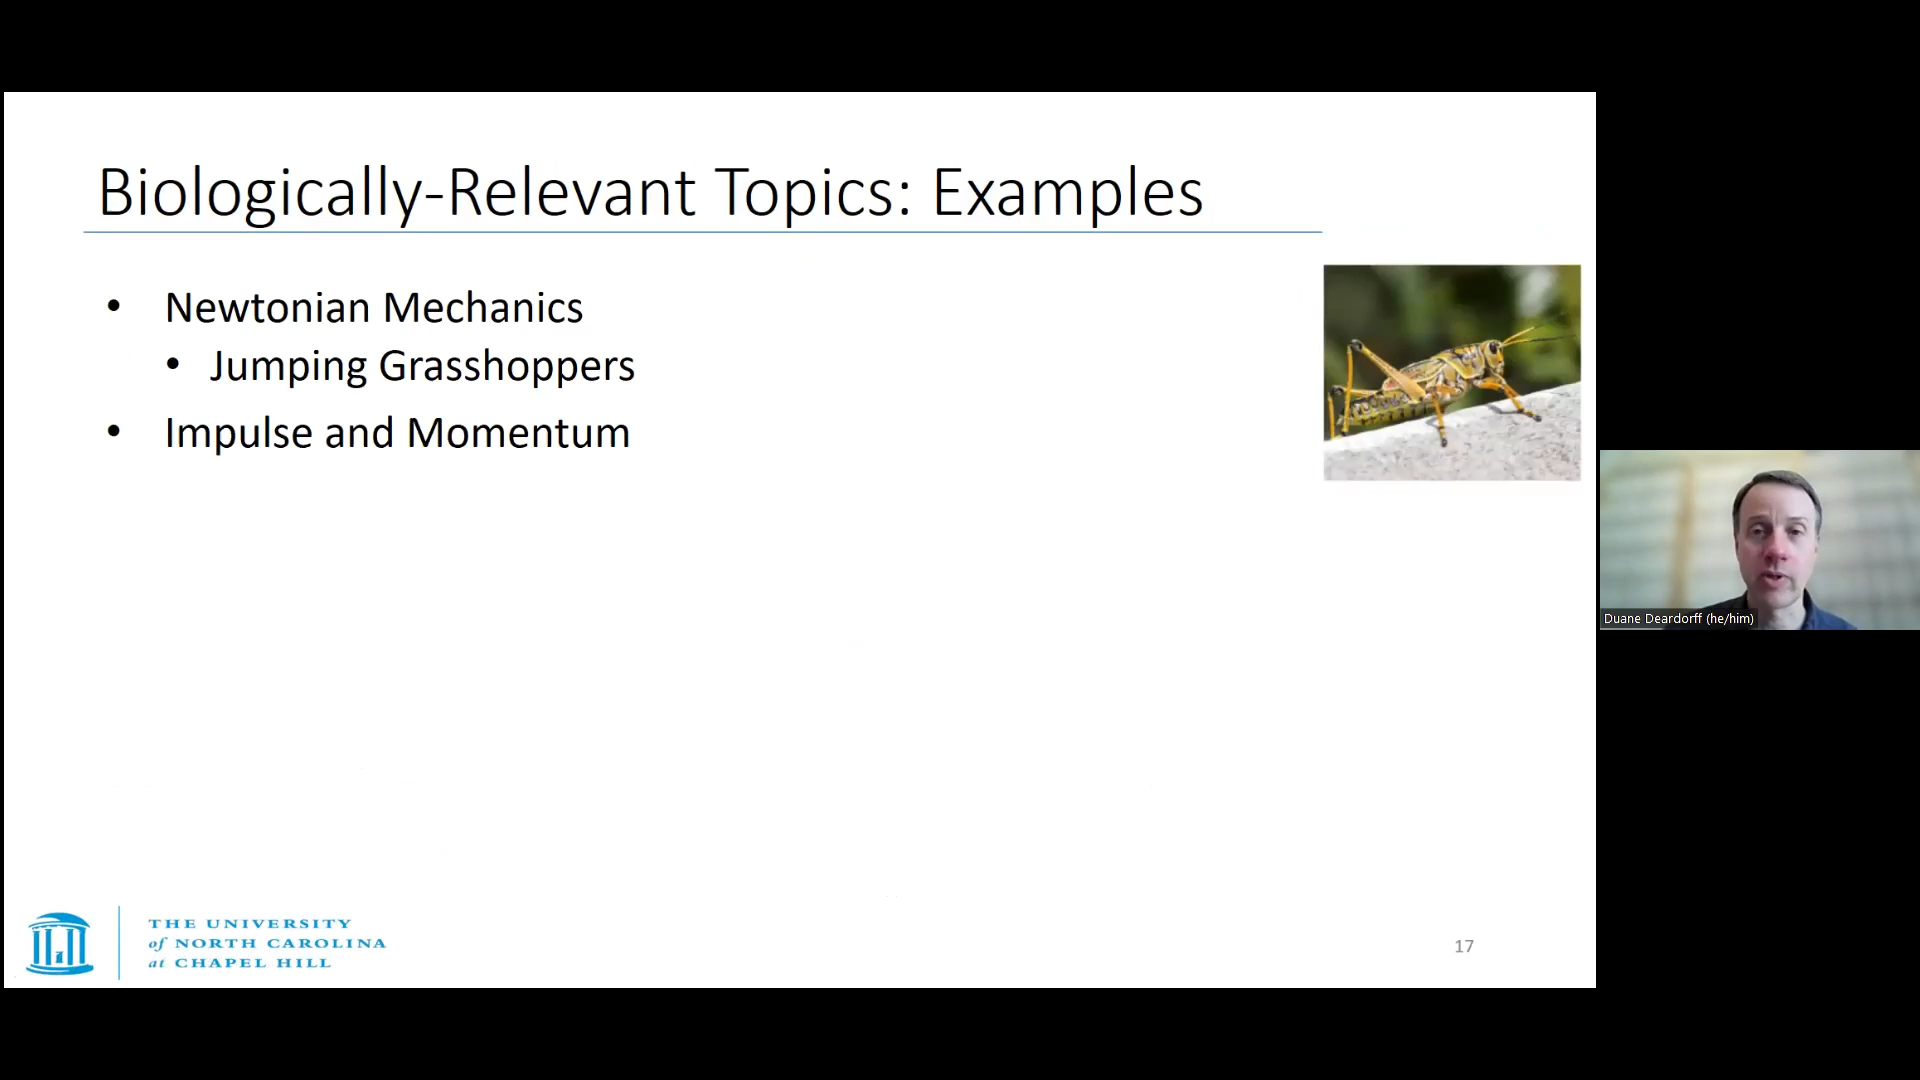 Biologically-Relevant Topics: Examples
• Newtonian Mechanics
• Jumping Grasshoppers
• Impulse and Momentum
Duane Deardorff (he/him)
THE UNIVERSITY
of NORTH CAROLINA
at CHAPEL HILL
17